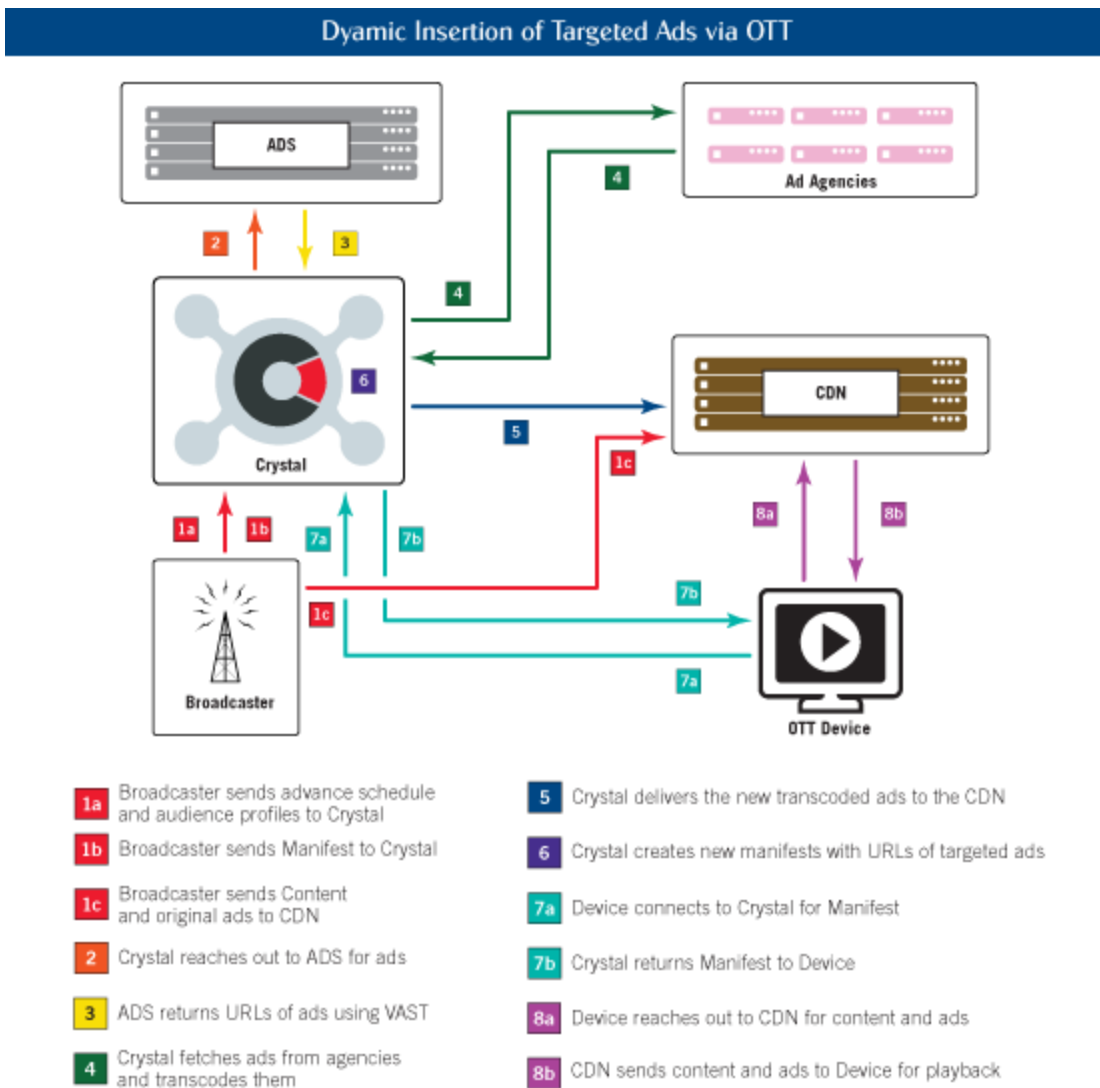 Dyamic Insertion of Targeted Ads via OTT
ADS
Ad Agencies
4
2
3
4
6
CDN
5
Crystal
1c
1a
1b
7a
7b
8a
8b
1c
7b
7a
Broadcaster
OTT Device
1a Broadcaster sends advance schedule
and audience profiles to Crystal
1b Broadcaster sends Manifest to Crystal
1c Broadcaster sends Content
and original ads to CDN
2 Crystal reaches out to ADS for ads
3 ADS returns URLs of ads using VAST
4 Crystal fetches ads from agencies
and transcodes them
5 Crystal delivers the new transcoded ads to the CDN
6 Crystal creates new manifests with URLs of targeted ads
7a Device connects to Crystal for Manifest
7b Crystal returns Manifest to Device
8a Device reaches out to CDN for content and ads
8b CDN sends content and ads to Device for playback